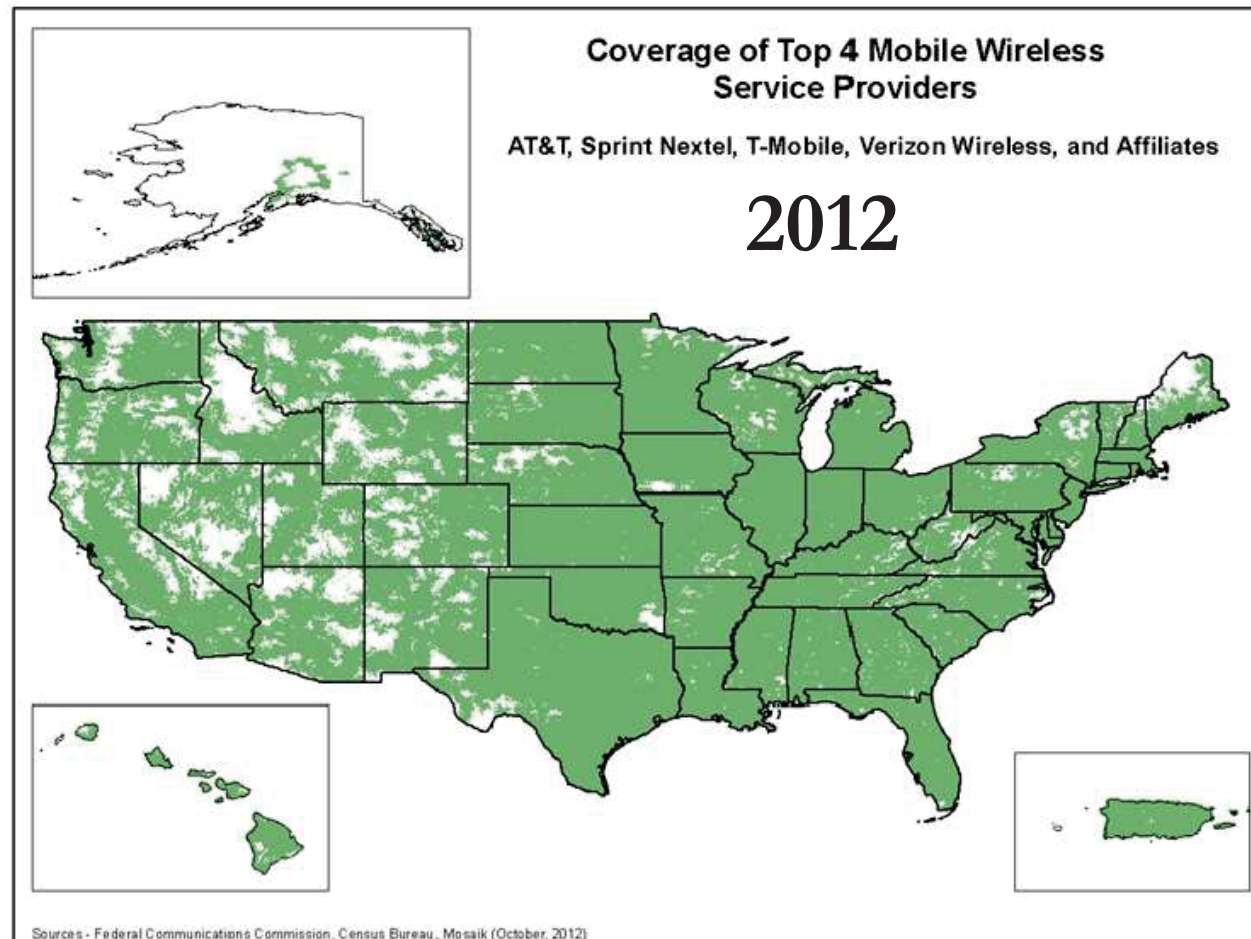 Coverage of Top 4 Mobile Wireless
Service Providers
AT&T, Sprint Nextel, T-Mobile, Verizon Wireless, and Affiliates
2012
Sources - Federal Communications Commission, Census Bureau, Mosaik (October, 2012)